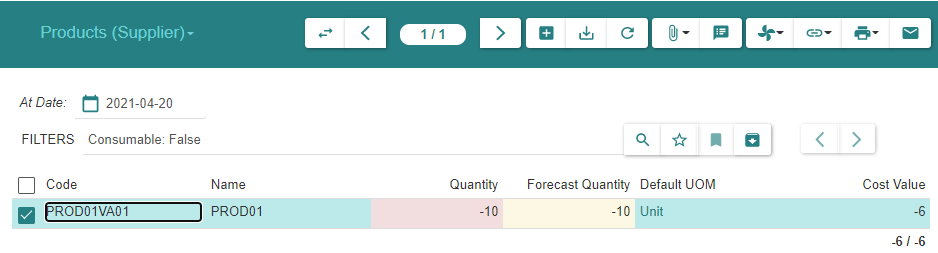 Products (Supplier)
1 / 1
At Date: 2021-04-20
FILTERS Consumable: False
Code Name Quantity Forecast Quantity Default UOM Cost Value
PROD01VA01 PROD01 -10 -10 Unit -6
-6 / -6